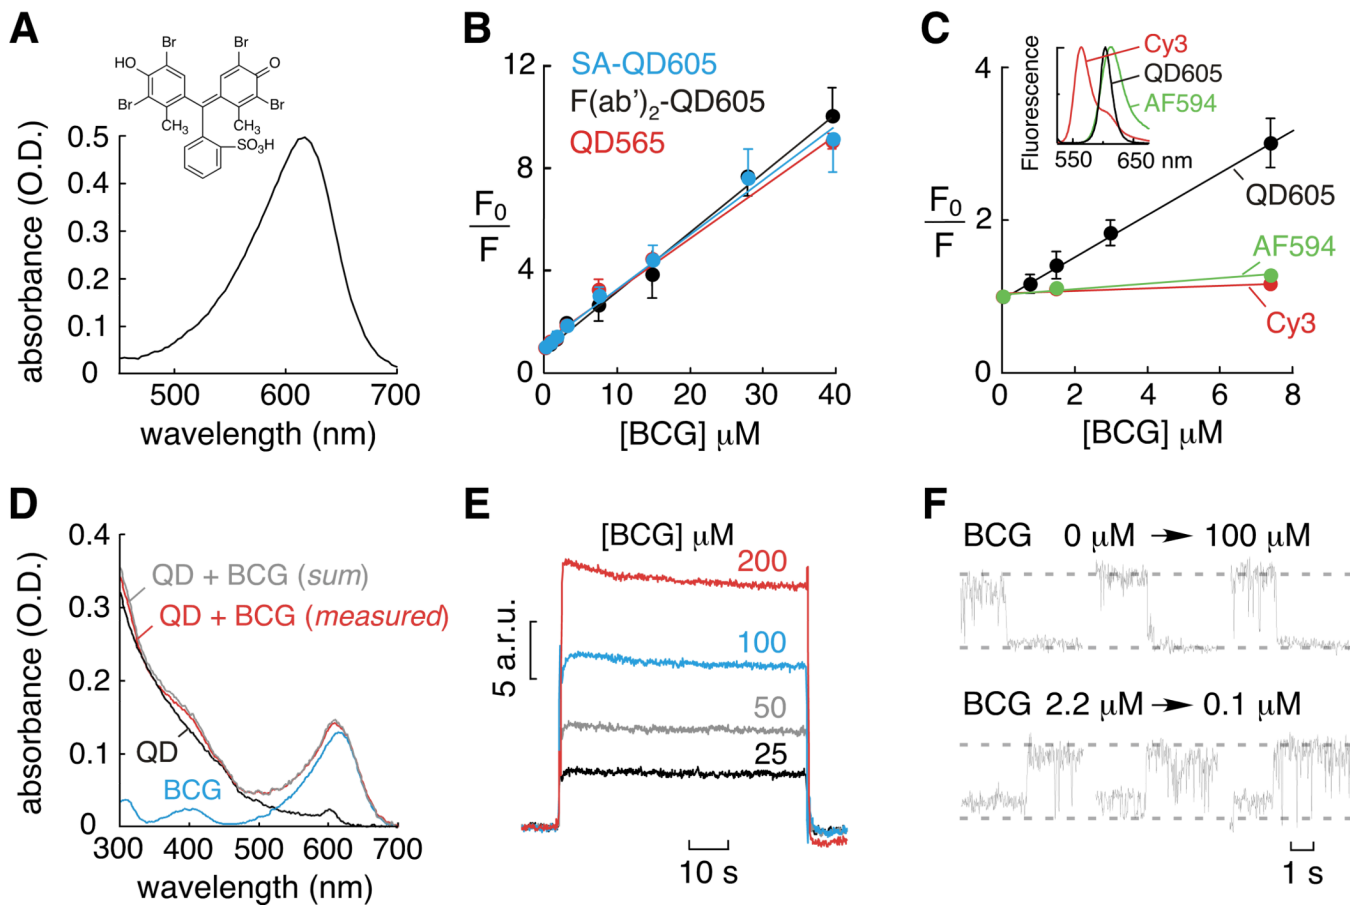 A
Br
Br
HO
O
Br
Br
CH3
CH3
SO3H
0.5
0.4
0.3
0.2
0.1
0
500
600
700
absorbance (O.D.)
wavelength (nm)
B
SA-QD605
F(ab’)2-QD605
QD565
12
8
4
0
F0
F
0
10
20
30
40
[BCG] μM
C
Cy3
QD605
AF594
Fluorescence
550
650 nm
4
2
0
F0
F
QD605
AF594
Cy3
0
2
4
6
8
[BCG] μM
D
0.4
0.3
0.2
0.1
0
QD + BCG (sum)
QD + BCG (measured)
QD
BCG
absorbance (O.D.)
300
400
500
600
700
wavelength (nm)
E
[BCG] μM
200
100
50
25
5 a.r.u.
10 s
F
BCG 0 μM → 100 μM
BCG 2.2 μM → 0.1 μM
1 s